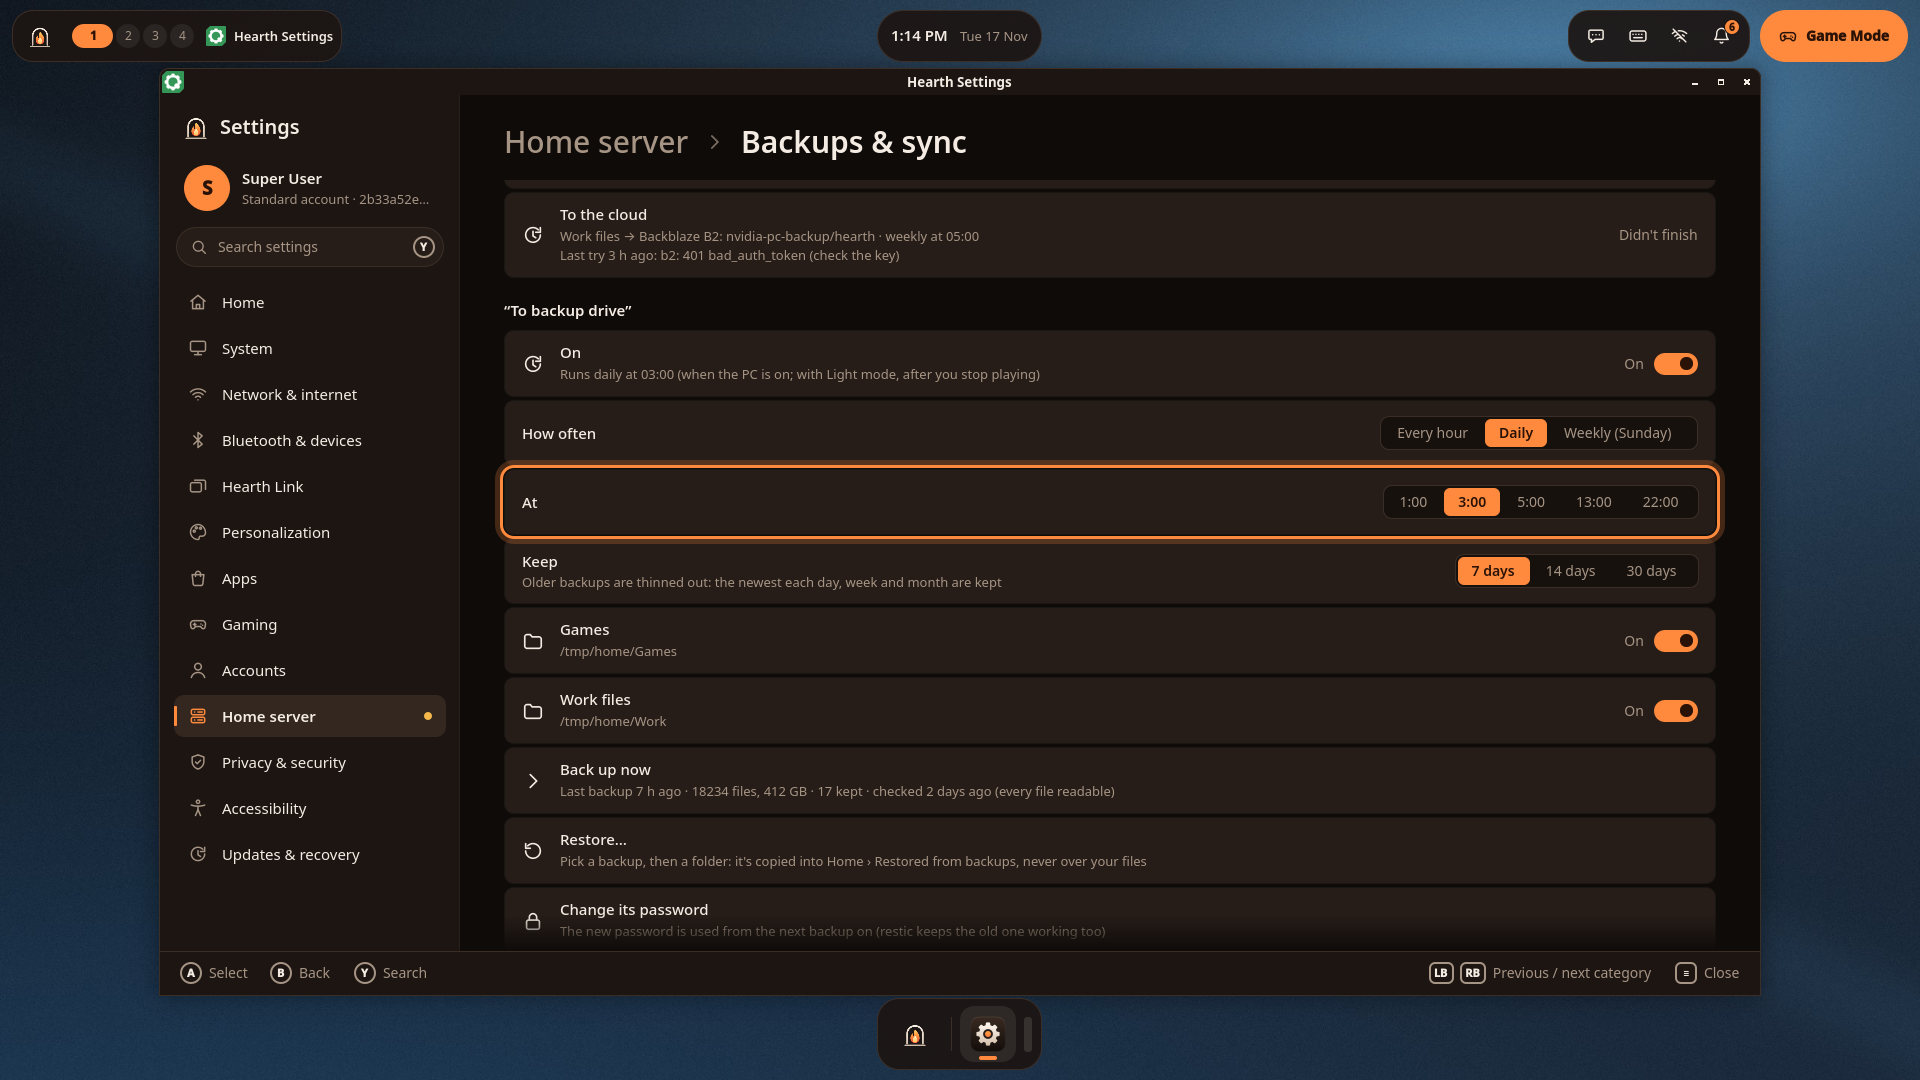 1 2 3 4 Hearth Settings
1:14 PM Tue 17 Nov
6
Game Mode
Hearth Settings
Settings
S
Super User
Standard account · 2b33a52e...
Search settings Y
Home
System
Network & internet
Bluetooth & devices
Hearth Link
Personalization
Apps
Gaming
Accounts
Home server
Privacy & security
Accessibility
Updates & recovery
Home server > Backups & sync
To the cloud
Work files → Backblaze B2: nvidia-pc-backup/hearth · weekly at 05:00
Last try 3 h ago: b2: 401 bad_auth_token (check the key)
Didn't finish
“To backup drive”
On
Runs daily at 03:00 (when the PC is on; with Light mode, after you stop playing)
On
How often
Every hour Daily Weekly (Sunday)
At
1:00 3:00 5:00 13:00 22:00
Keep
Older backups are thinned out: the newest each day, week and month are kept
7 days 14 days 30 days
Games
/tmp/home/Games
On
Work files
/tmp/home/Work
On
Back up now
Last backup 7 h ago · 18234 files, 412 GB · 17 kept · checked 2 days ago (every file readable)
Restore...
Pick a backup, then a folder: it's copied into Home › Restored from backups, never over your files
Change its password
The new password is used from the next backup on (restic keeps the old one working too)
A Select B Back Y Search
LB RB Previous / next category ≡ Close